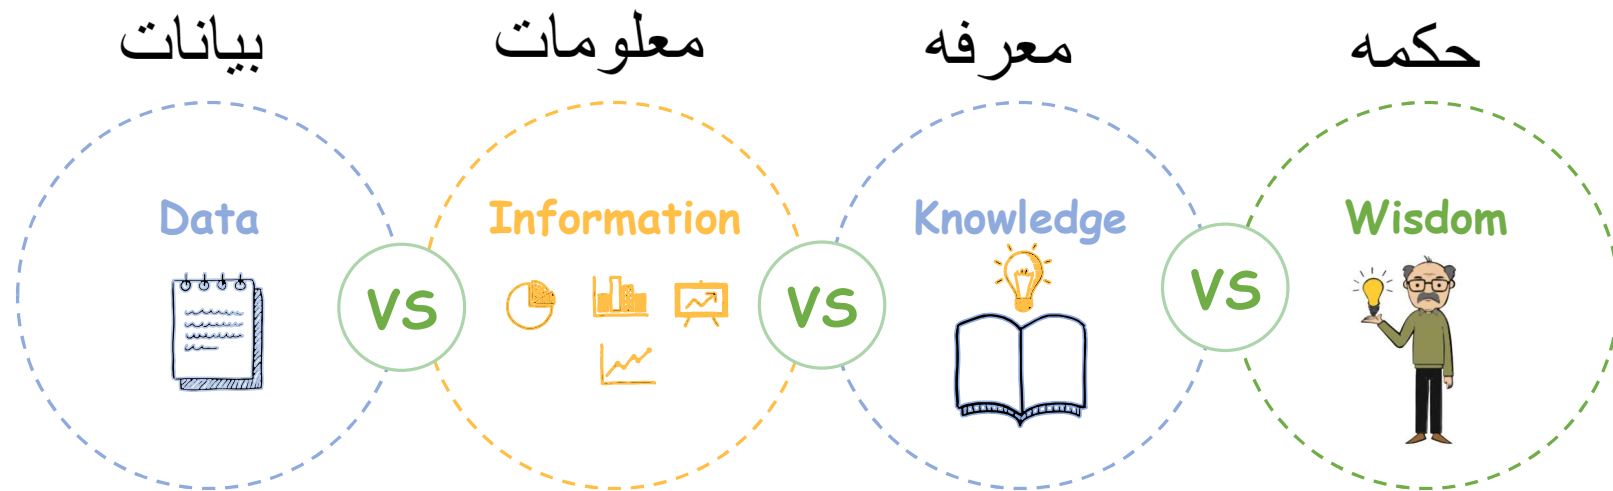 بيانات
معلومات
معرفه
حكمه
Data
Information
Knowledge
Wisdom
VS
VS
VS